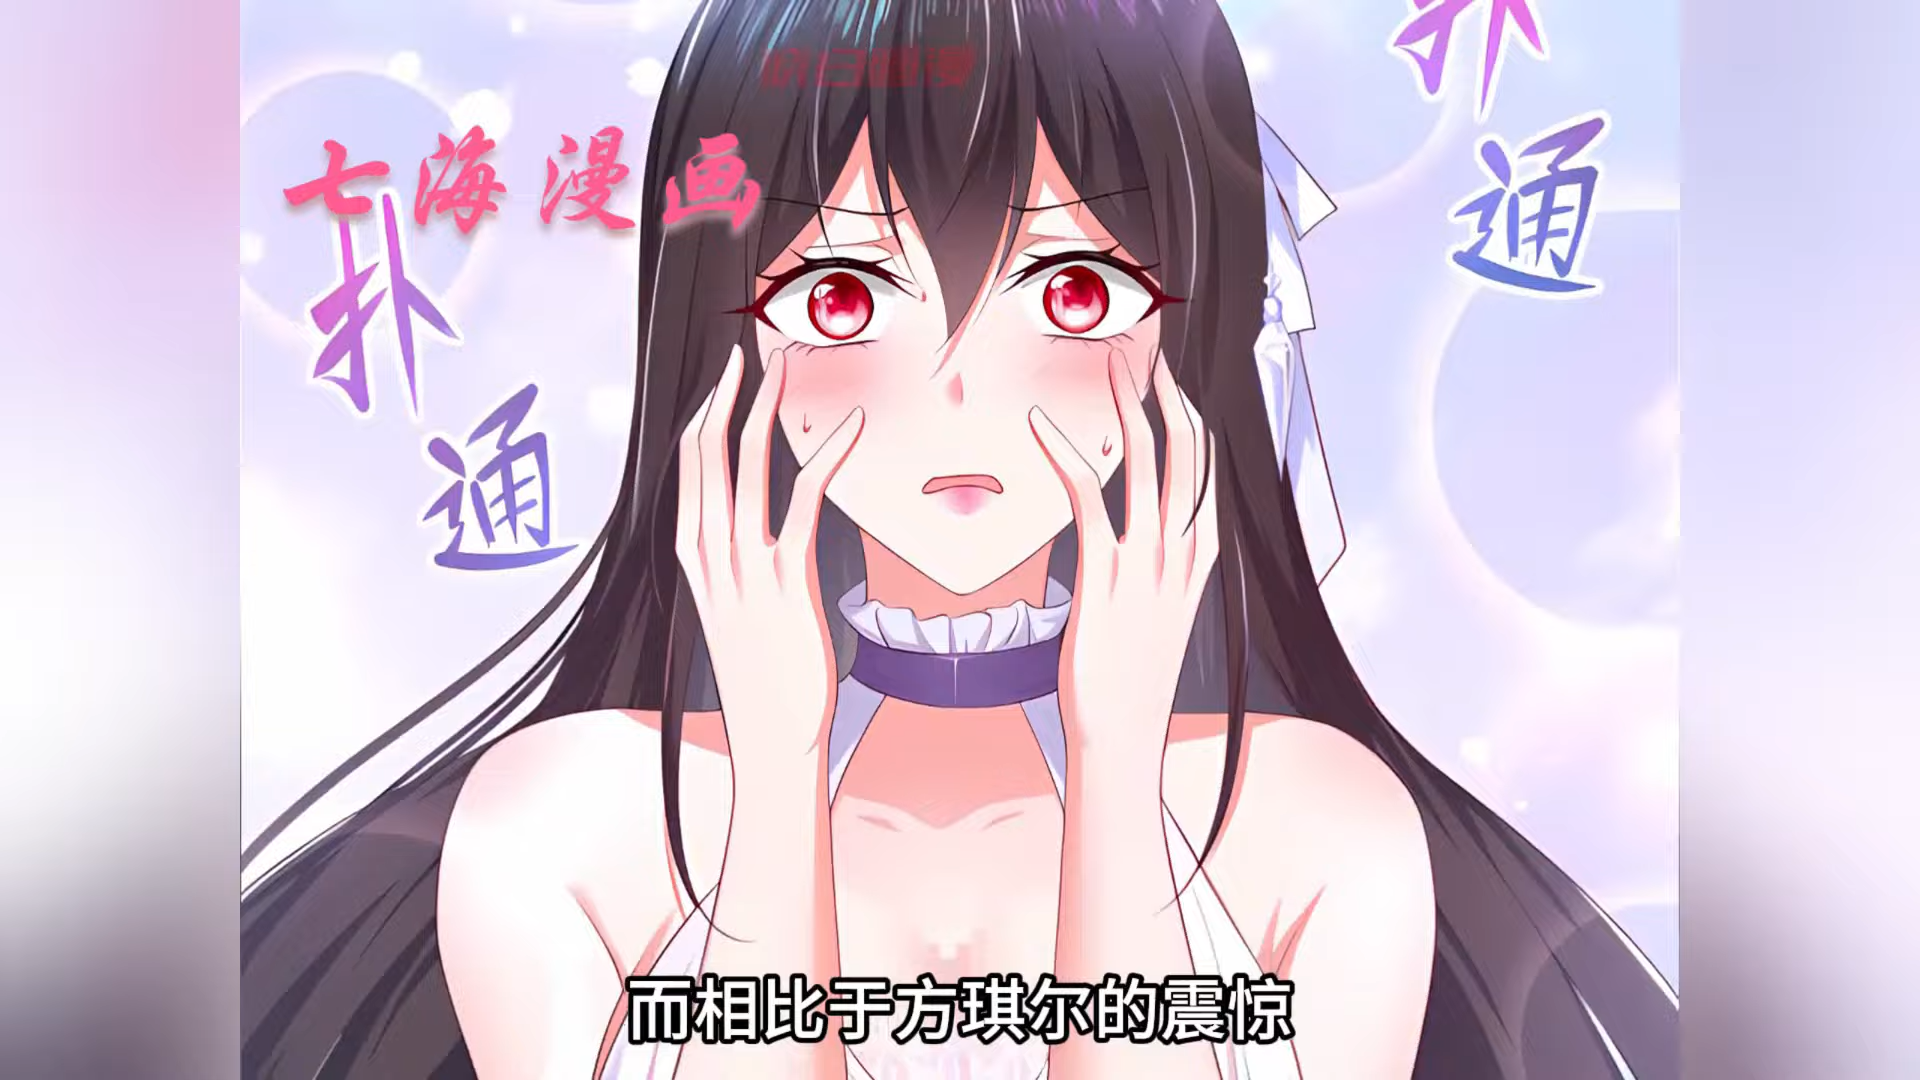 七海漫画
扑
通
扑
通
而相比于方琪尔的震惊